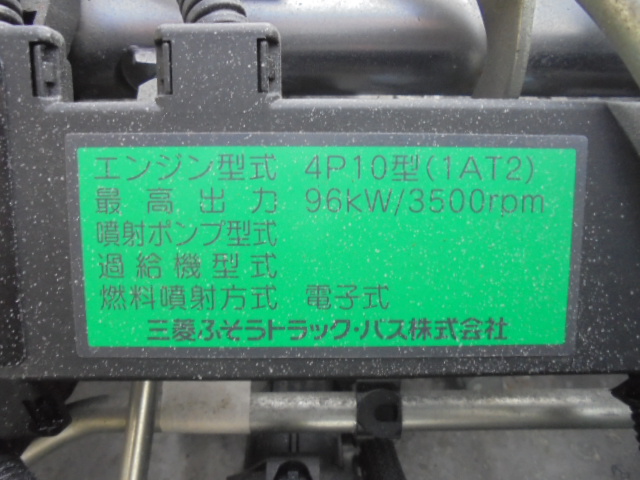 エンジン型式 4P10型(1AT2)
最高出力 96kW/3500rpm
噴射ポンプ型式
過給機型式
燃料噴射方式 電子式
三菱ふそうトラック・バス株式会社